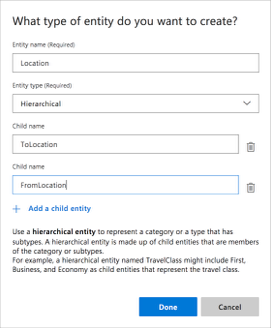 What type of entity do you want to create?
Entity name (Required)
Location
Entity type (Required)
Hierarchical
Child name
ToLocation
Child name
FromLocation
+ Add a child entity
Use a hierarchical entity to represent a category or a type that has
subtypes. A hierarchical entity is made up of child entities that are members
of the category or subtypes.
For example, a hierarchical entity named TravelClass might include First,
Business, and Economy as child entities that represent the travel class.
Done
Cancel